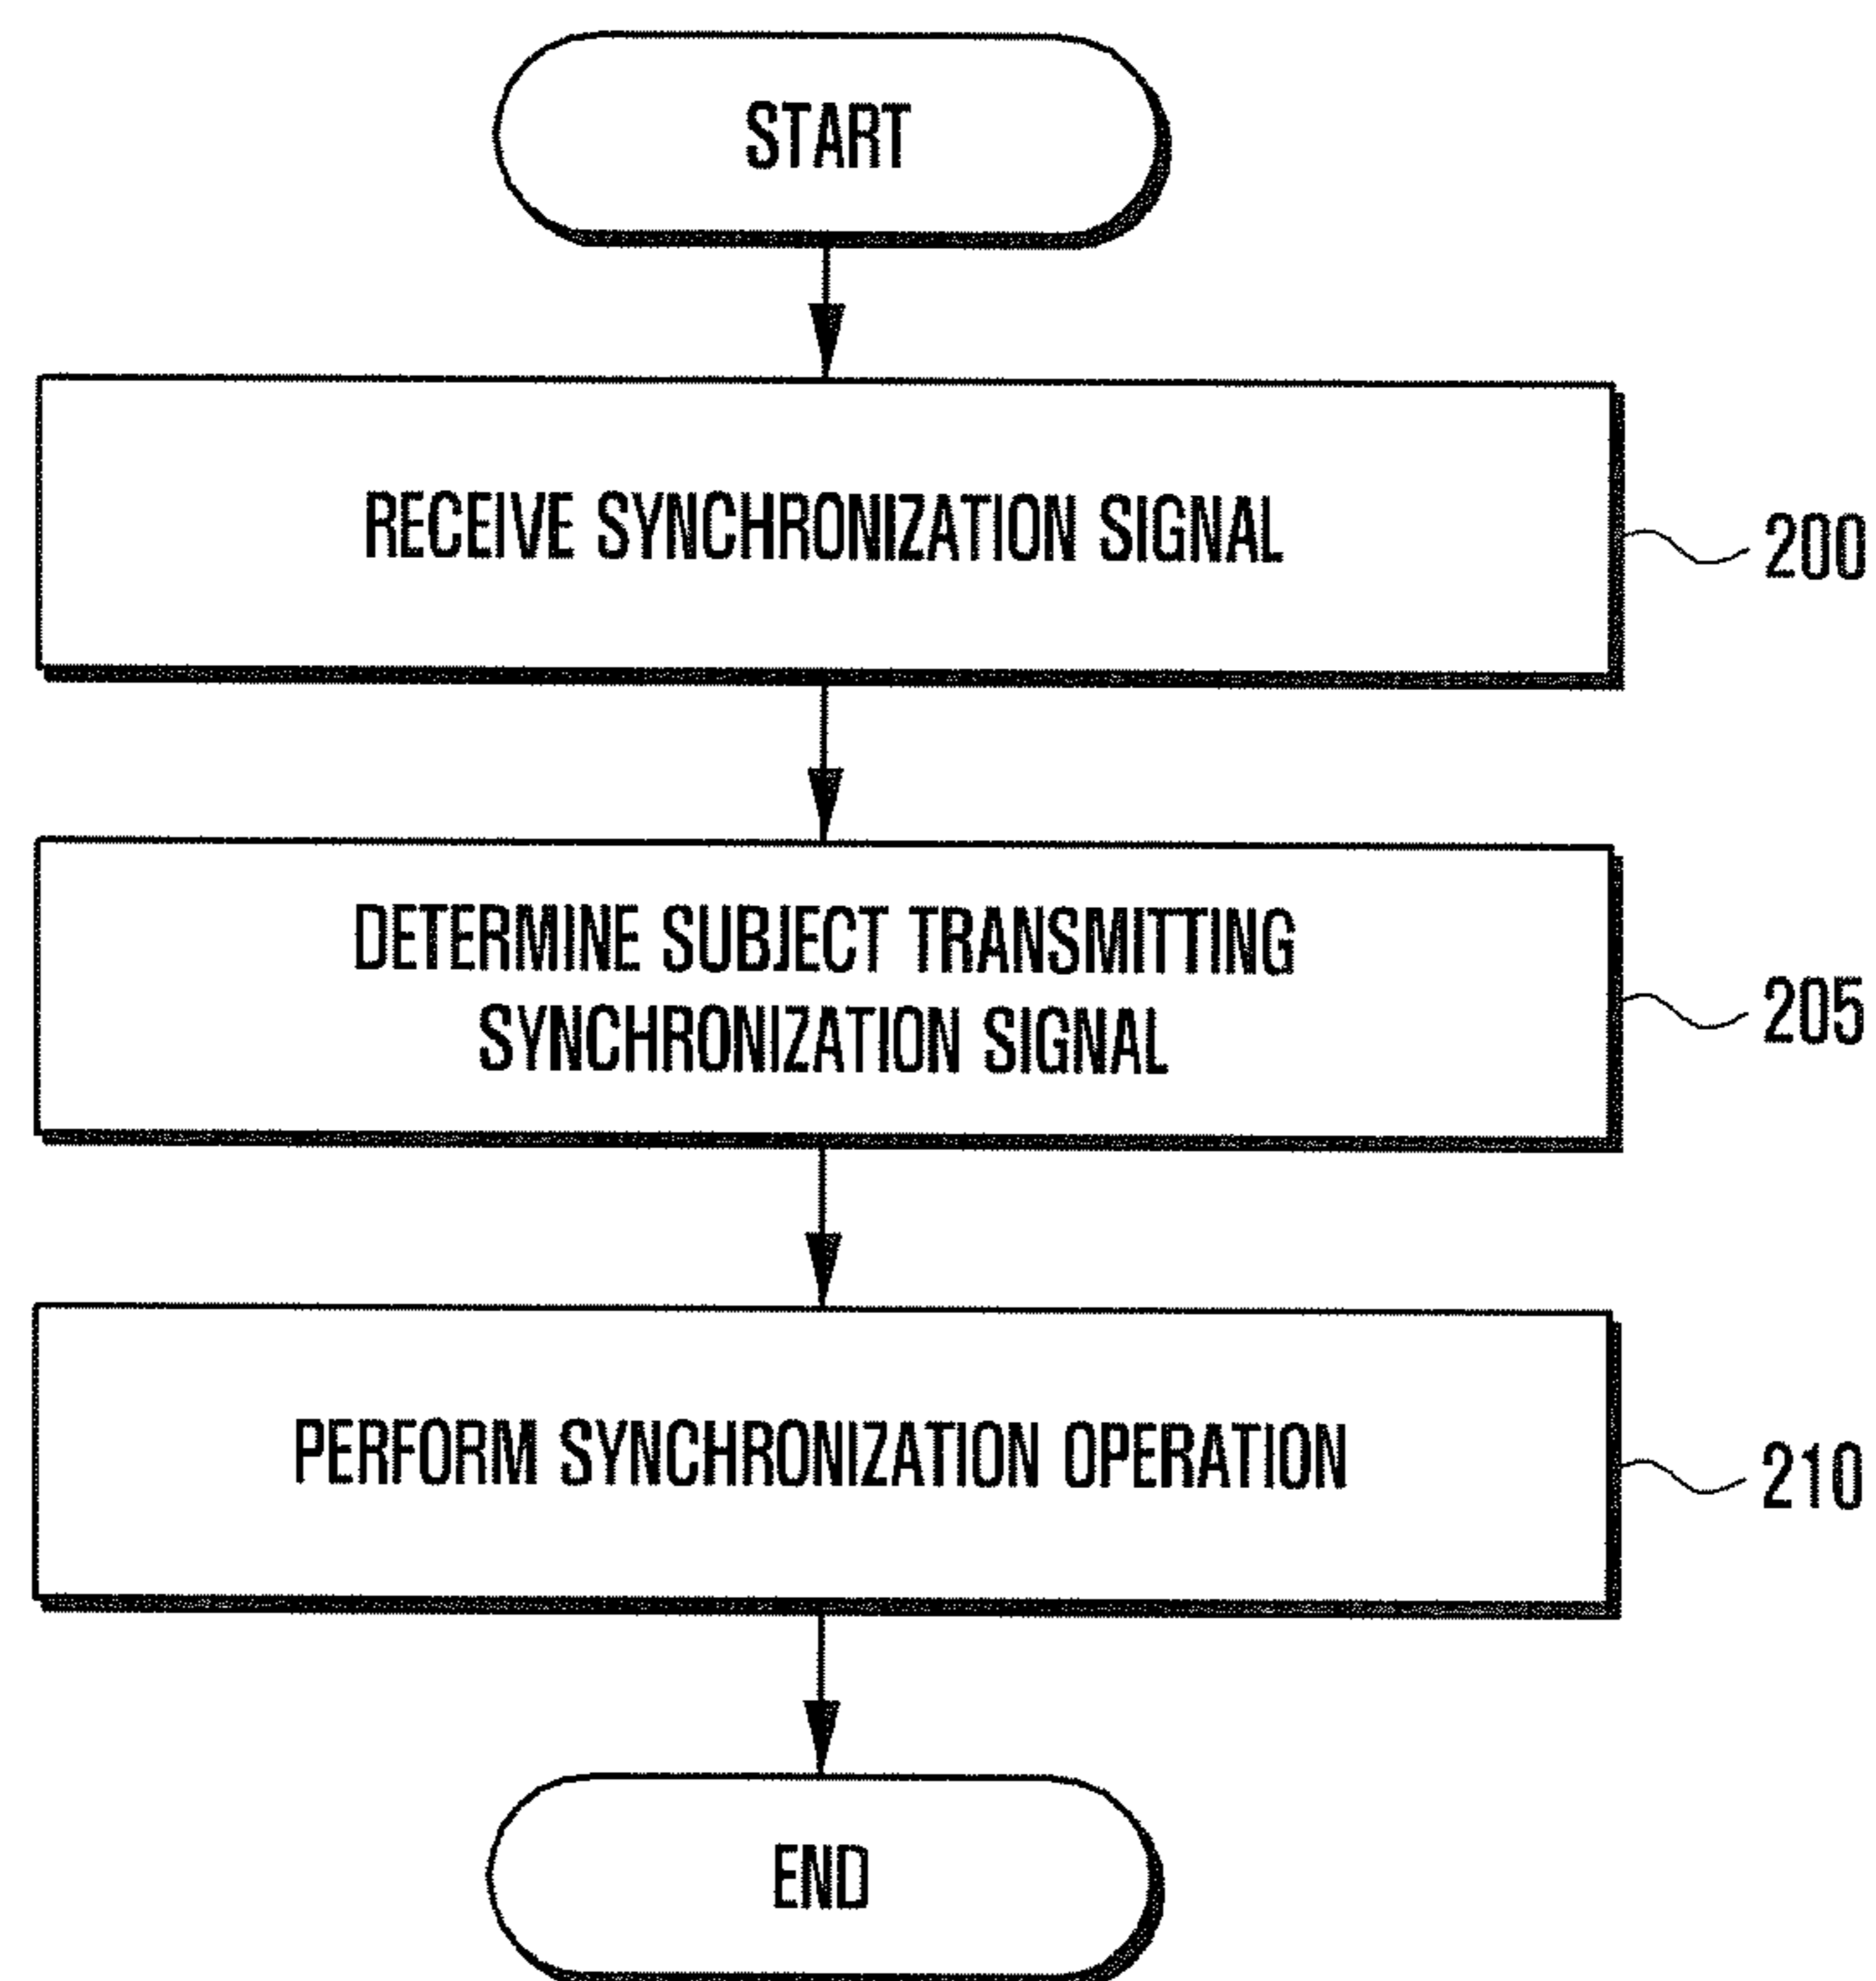 START
RECEIVE SYNCHRONIZATION SIGNAL
200
DETERMINE SUBJECT TRANSMITTING
SYNCHRONIZATION SIGNAL
205
PERFORM SYNCHRONIZATION OPERATION
210
END